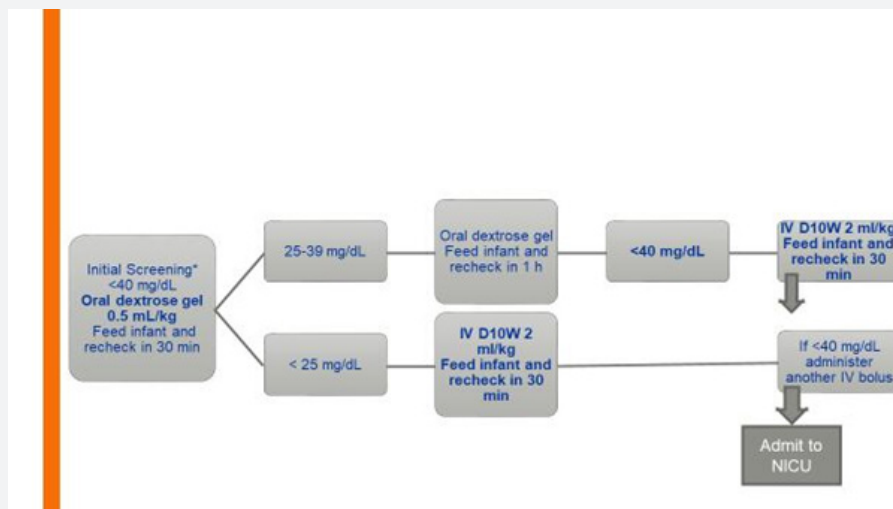 Initial Screening*
<40 mg/dL
Oral dextrose gel
0.5 mL/kg
Feed infant and
recheck in 30 min
25-39 mg/dL
Oral dextrose gel
Feed infant and
recheck in 1 h
<40 mg/dL
IV D10W 2 ml/kg
Feed infant and
recheck in 30
min
< 25 mg/dL
IV D10W 2
ml/kg
Feed infant and
recheck in 30
min
If <40 mg/dL
administer
another IV bolus
Admit to
NICU